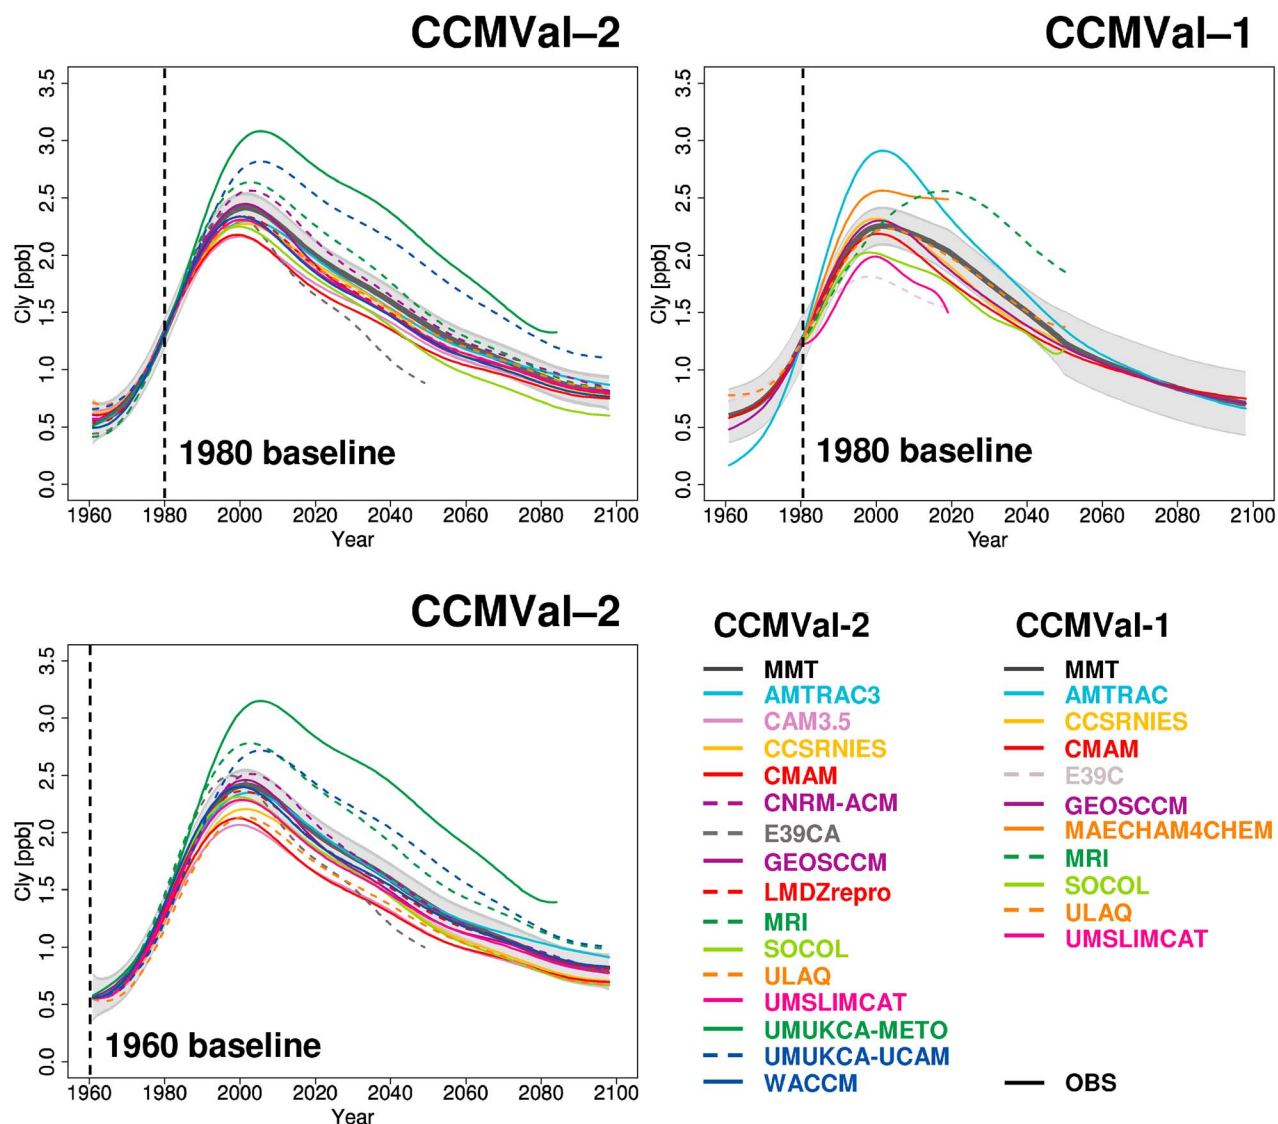 CCMVal–2
Cly [ppb]
3.5
3.0
2.5
2.0
1.5
1.0
0.5
0.0
1980 baseline
1960 1980 2000 2020 2040 2060 2080 2100
Year
CCMVal–1
Cly [ppb]
3.5
3.0
2.5
2.0
1.5
1.0
0.5
0.0
1980 baseline
1960 1980 2000 2020 2040 2060 2080 2100
Year
CCMVal–2
Cly [ppb]
3.5
3.0
2.5
2.0
1.5
1.0
0.5
0.0
1960 baseline
1960 1980 2000 2020 2040 2060 2080 2100
Year
CCMVal-2
MMT
AMTRAC3
CAM3.5
CCSRNIES
CMAM
CNRM-ACM
E39CA
GEOSCCM
LMDZrepro
MRI
SOCOL
ULAQ
UMSLIMCAT
UMUKCA-METO
UMUKCA-UCAM
WACCM
CCMVal-1
MMT
AMTRAC
CCSRNIES
CMAM
E39C
GEOSCCM
MAECHAM4CHEM
MRI
SOCOL
ULAQ
UMSLIMCAT
OBS